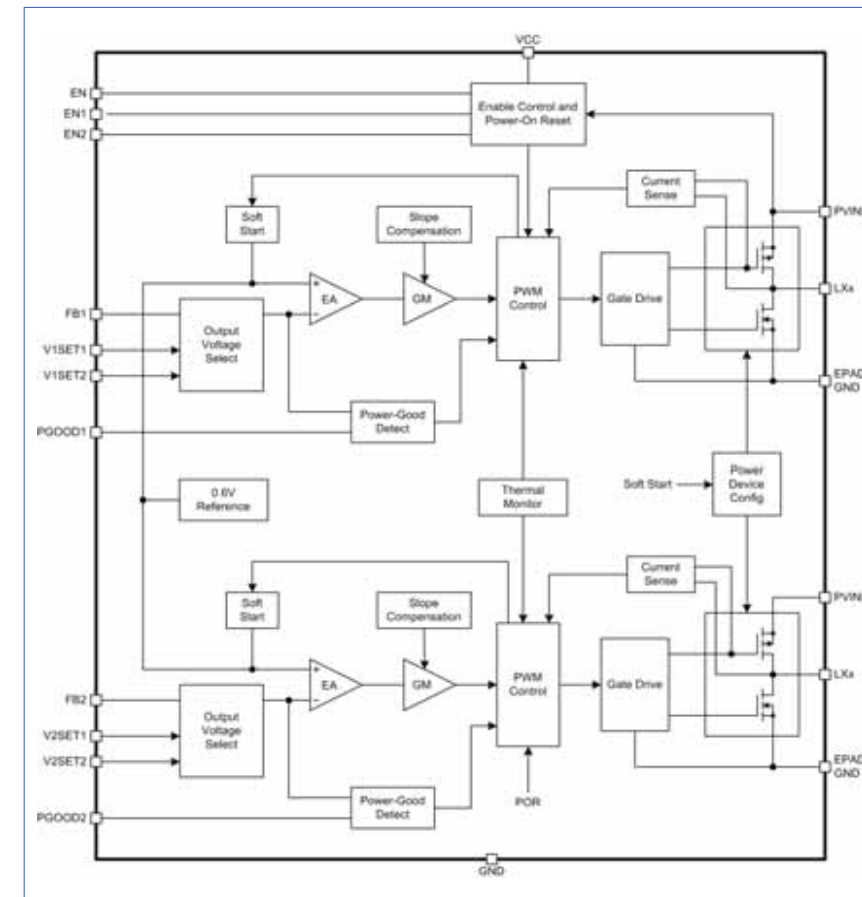 VCC
EN
EN1
EN2
Enable Control and
Power-On Reset
Current
Sense
PVIN
Soft
Start
Slope
Compensation
EA
GM
PWM
Control
Gate Drive
LXx
FB1
V1SET1
V1SET2
Output
Voltage
Select
EPAD
GND
Power-Good
Detect
PGOOD1
0.6V
Reference
Thermal
Monitor
Soft Start
Power
Device
Config
Current
Sense
PVIN
Soft
Start
Slope
Compensation
EA
GM
PWM
Control
Gate Drive
LXx
FB2
V2SET1
V2SET2
Output
Voltage
Select
EPAD
GND
Power-Good
Detect
POR
PGOOD2
GND